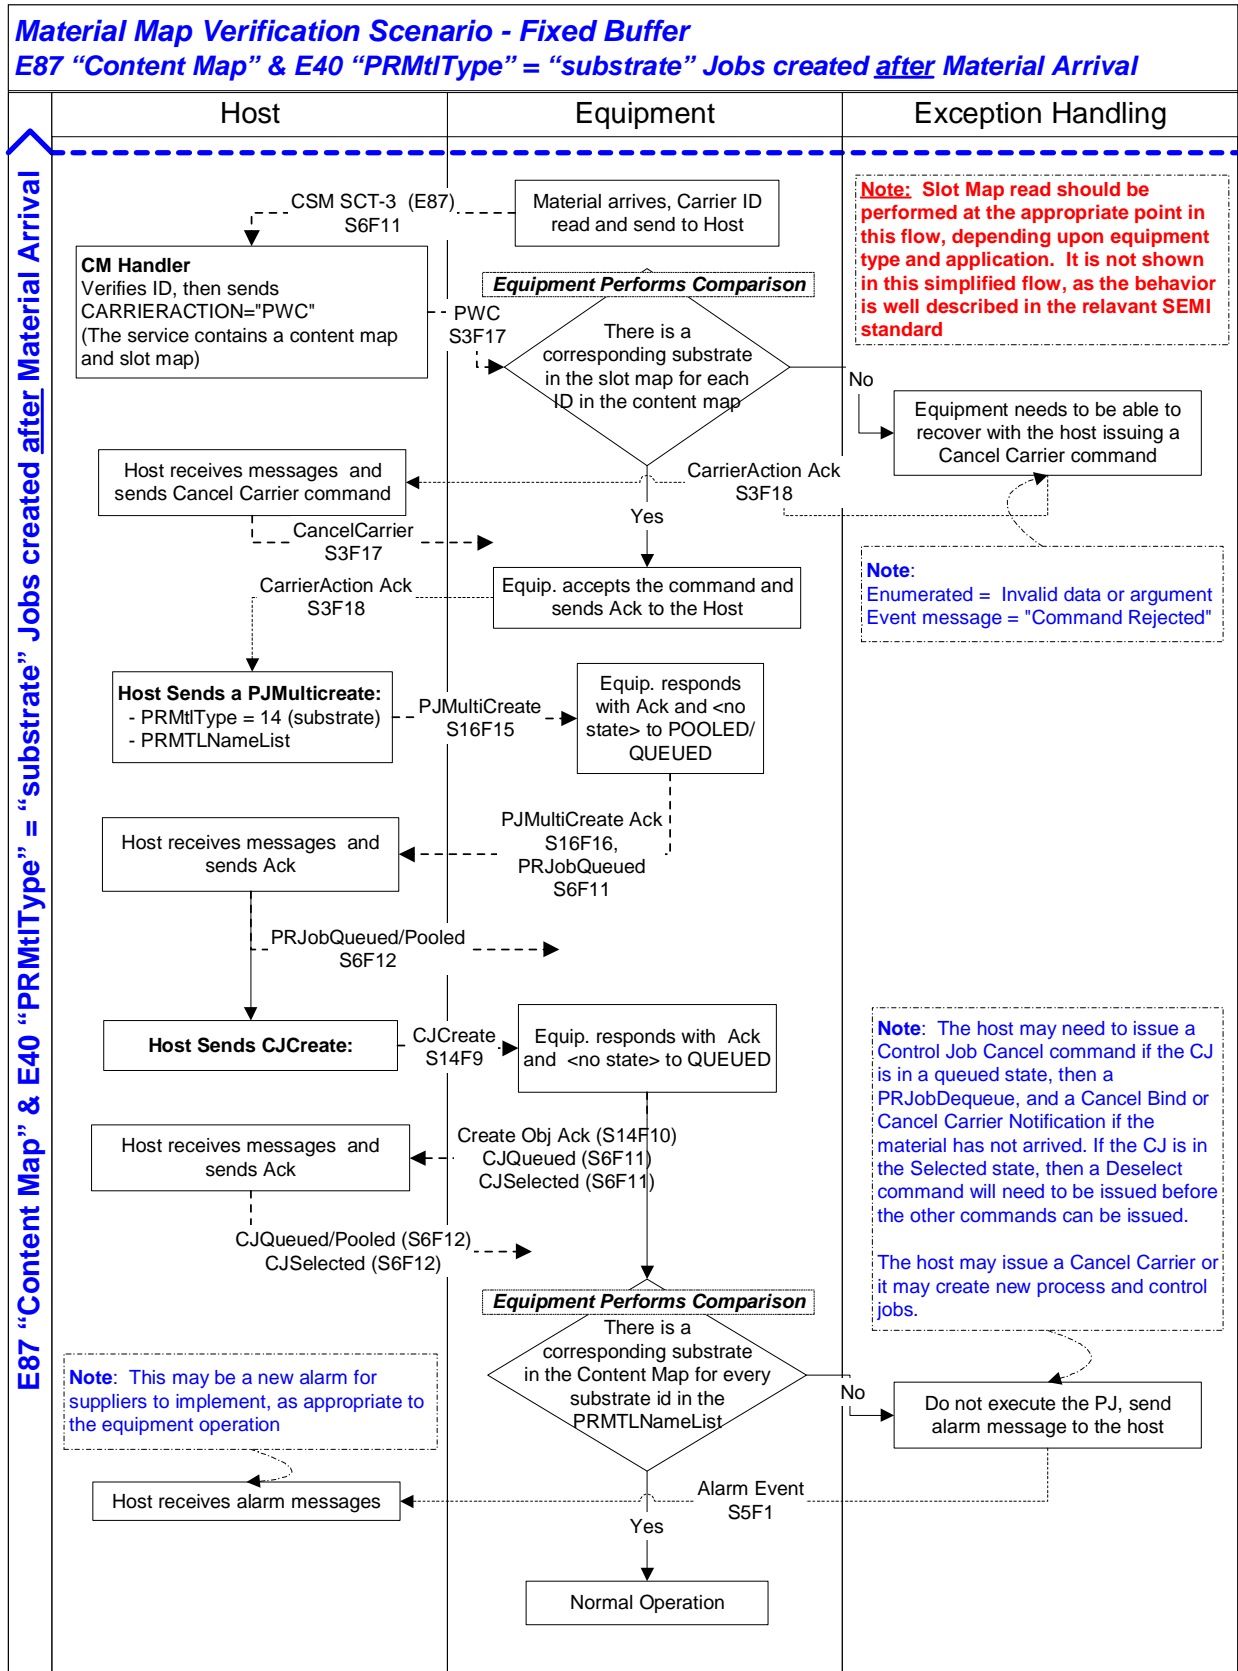 Material Map Verification Scenario - Fixed Buffer
E87 “Content Map” & E40 “PRMtlType” = “substrate” Jobs created after Material Arrival
Host
Equipment
Exception Handling
E87 “Content Map” & E40 “PRMtlType” = “substrate” Jobs created after Material Arrival
CSM SCT-3 (E87)
S6F11
Material arrives, Carrier ID
read and send to Host
Note: Slot Map read should be
performed at the appropriate point in
this flow, depending upon equipment
type and application. It is not shown
in this simplified flow, as the behavior
is well described in the relavant SEMI
standard
CM Handler
Verifies ID, then sends
CARRIERACTION="PWC"
(The service contains a content map
and slot map)
PWC
S3F17
Equipment Performs Comparison
There is a
corresponding substrate
in the slot map for each
ID in the content map
No
Equipment needs to be able to
recover with the host issuing a
Cancel Carrier command
Host receives messages and
sends Cancel Carrier command
CarrierAction Ack
S3F18
Yes
CancelCarrier
S3F17
CarrierAction Ack
S3F18
Equip. accepts the command and
sends Ack to the Host
Note:
Enumerated = Invalid data or argument
Event message = "Command Rejected"
Host Sends a PJMulticreate:
- PRMtlType = 14 (substrate)
- PRMTLNameList
PJMultiCreate
S16F15
Equip. responds
with Ack and <no
state> to POOLED/
QUEUED
Host receives messages and
sends Ack
PJMultiCreate Ack
S16F16,
PRJobQueued
S6F11
PRJobQueued/Pooled
S6F12
Host Sends CJCreate:
CJCreate
S14F9
Equip. responds with Ack
and <no state> to QUEUED
Note: The host may need to issue a
Control Job Cancel command if the CJ
is in a queued state, then a
PRJobDequeue, and a Cancel Bind or
Cancel Carrier Notification if the
material has not arrived. If the CJ is in
the Selected state, then a Deselect
command will need to be issued before
the other commands can be issued.
The host may issue a Cancel Carrier or
it may create new process and control
jobs.
Host receives messages and
sends Ack
Create Obj Ack (S14F10)
CJQueued (S6F11)
CJSelected (S6F11)
CJQueued/Pooled (S6F12)
CJSelected (S6F12)
Equipment Performs Comparison
There is a
corresponding substrate
in the Content Map for every
substrate id in the
PRMTLNameList
No
Note: This may be a new alarm for
suppliers to implement, as appropriate to
the equipment operation
Do not execute the PJ, send
alarm message to the host
Host receives alarm messages
Alarm Event
S5F1
Yes
Normal Operation